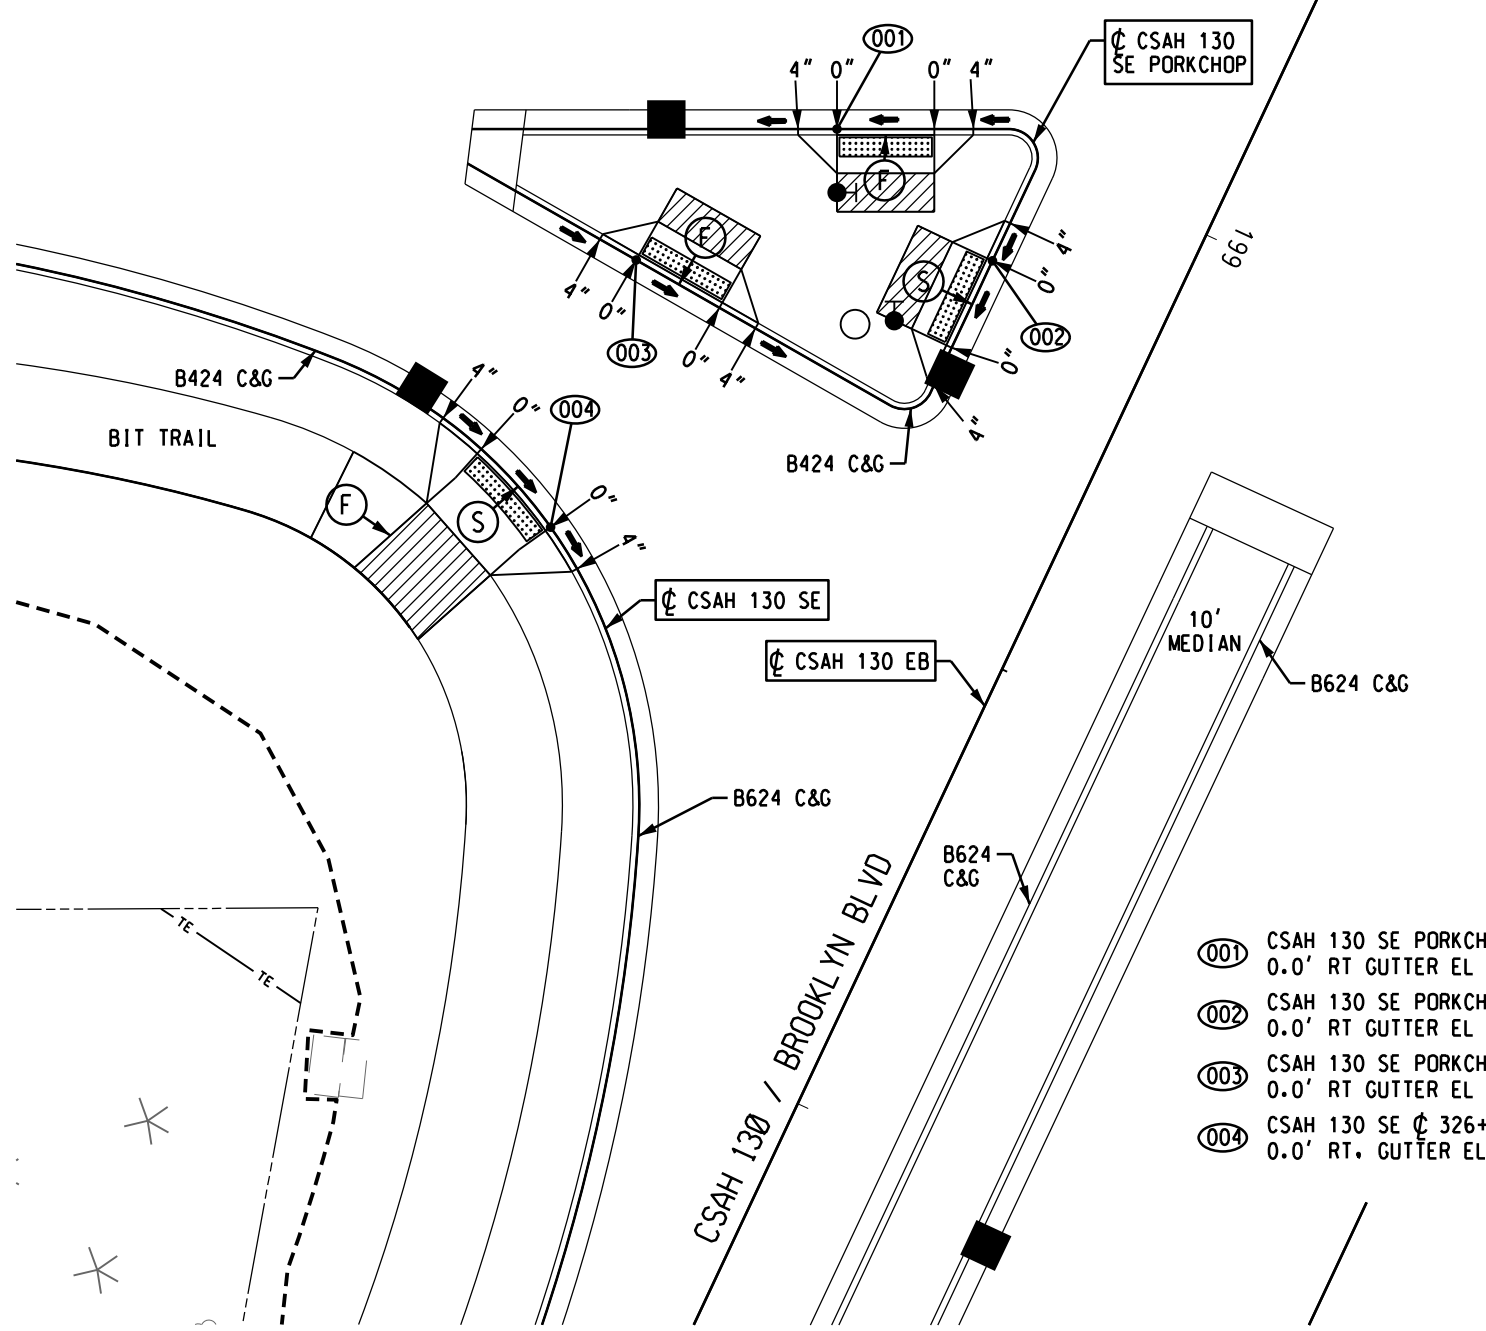 001
℄ CSAH 130
SE PORKCHOP
4" 0" 0" 4"
F
F
S
199
4"
0"
0"
4"
4"
0"
0"
4"
003
002
B424 C&G
4"
0"
004
BIT TRAIL
B424 C&G
F
S
0"
4"
℄ CSAH 130 SE
10'
MEDIAN
℄ CSAH 130 EB
B624 C&G
B624 C&G
B624
C&G
CSAH 130 / BROOKLYN BLVD
TE
TE
001 CSAH 130 SE PORKCH
0.0' RT GUTTER EL
002 CSAH 130 SE PORKCH
0.0' RT GUTTER EL
003 CSAH 130 SE PORKCH
0.0' RT GUTTER EL
004 CSAH 130 SE ℄ 326+
0.0' RT. GUTTER EL